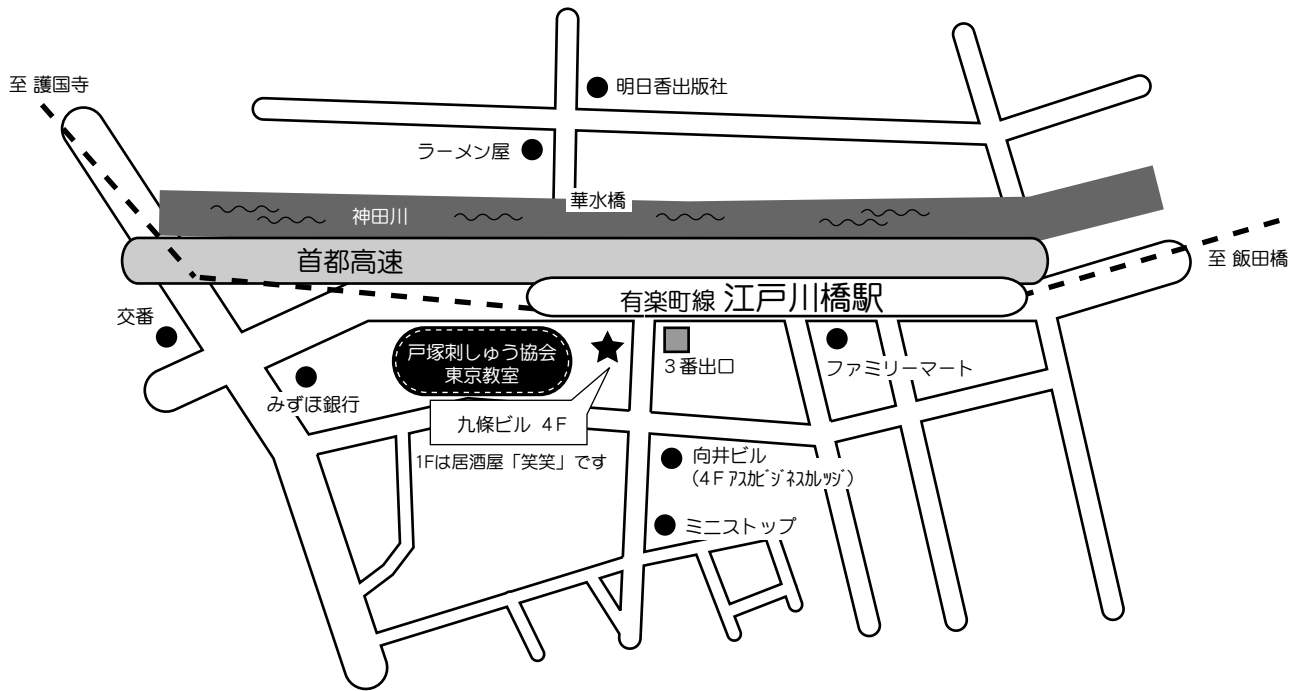 至 護国寺
明日香出版社
ラーメン屋
華水橋
神田川
首都高速
至 飯田橋
有楽町線 江戸川橋駅
交番
戸塚刺しゅう協会
東京教室
3番出口
ファミリーマート
みずほ銀行
九條ビル 4F
1Fは居酒屋「笑笑」です
向井ビル
(4F ｱｽｶﾋﾞｼﾞﾈｽｶﾚｯｼﾞ)
ミニストップ